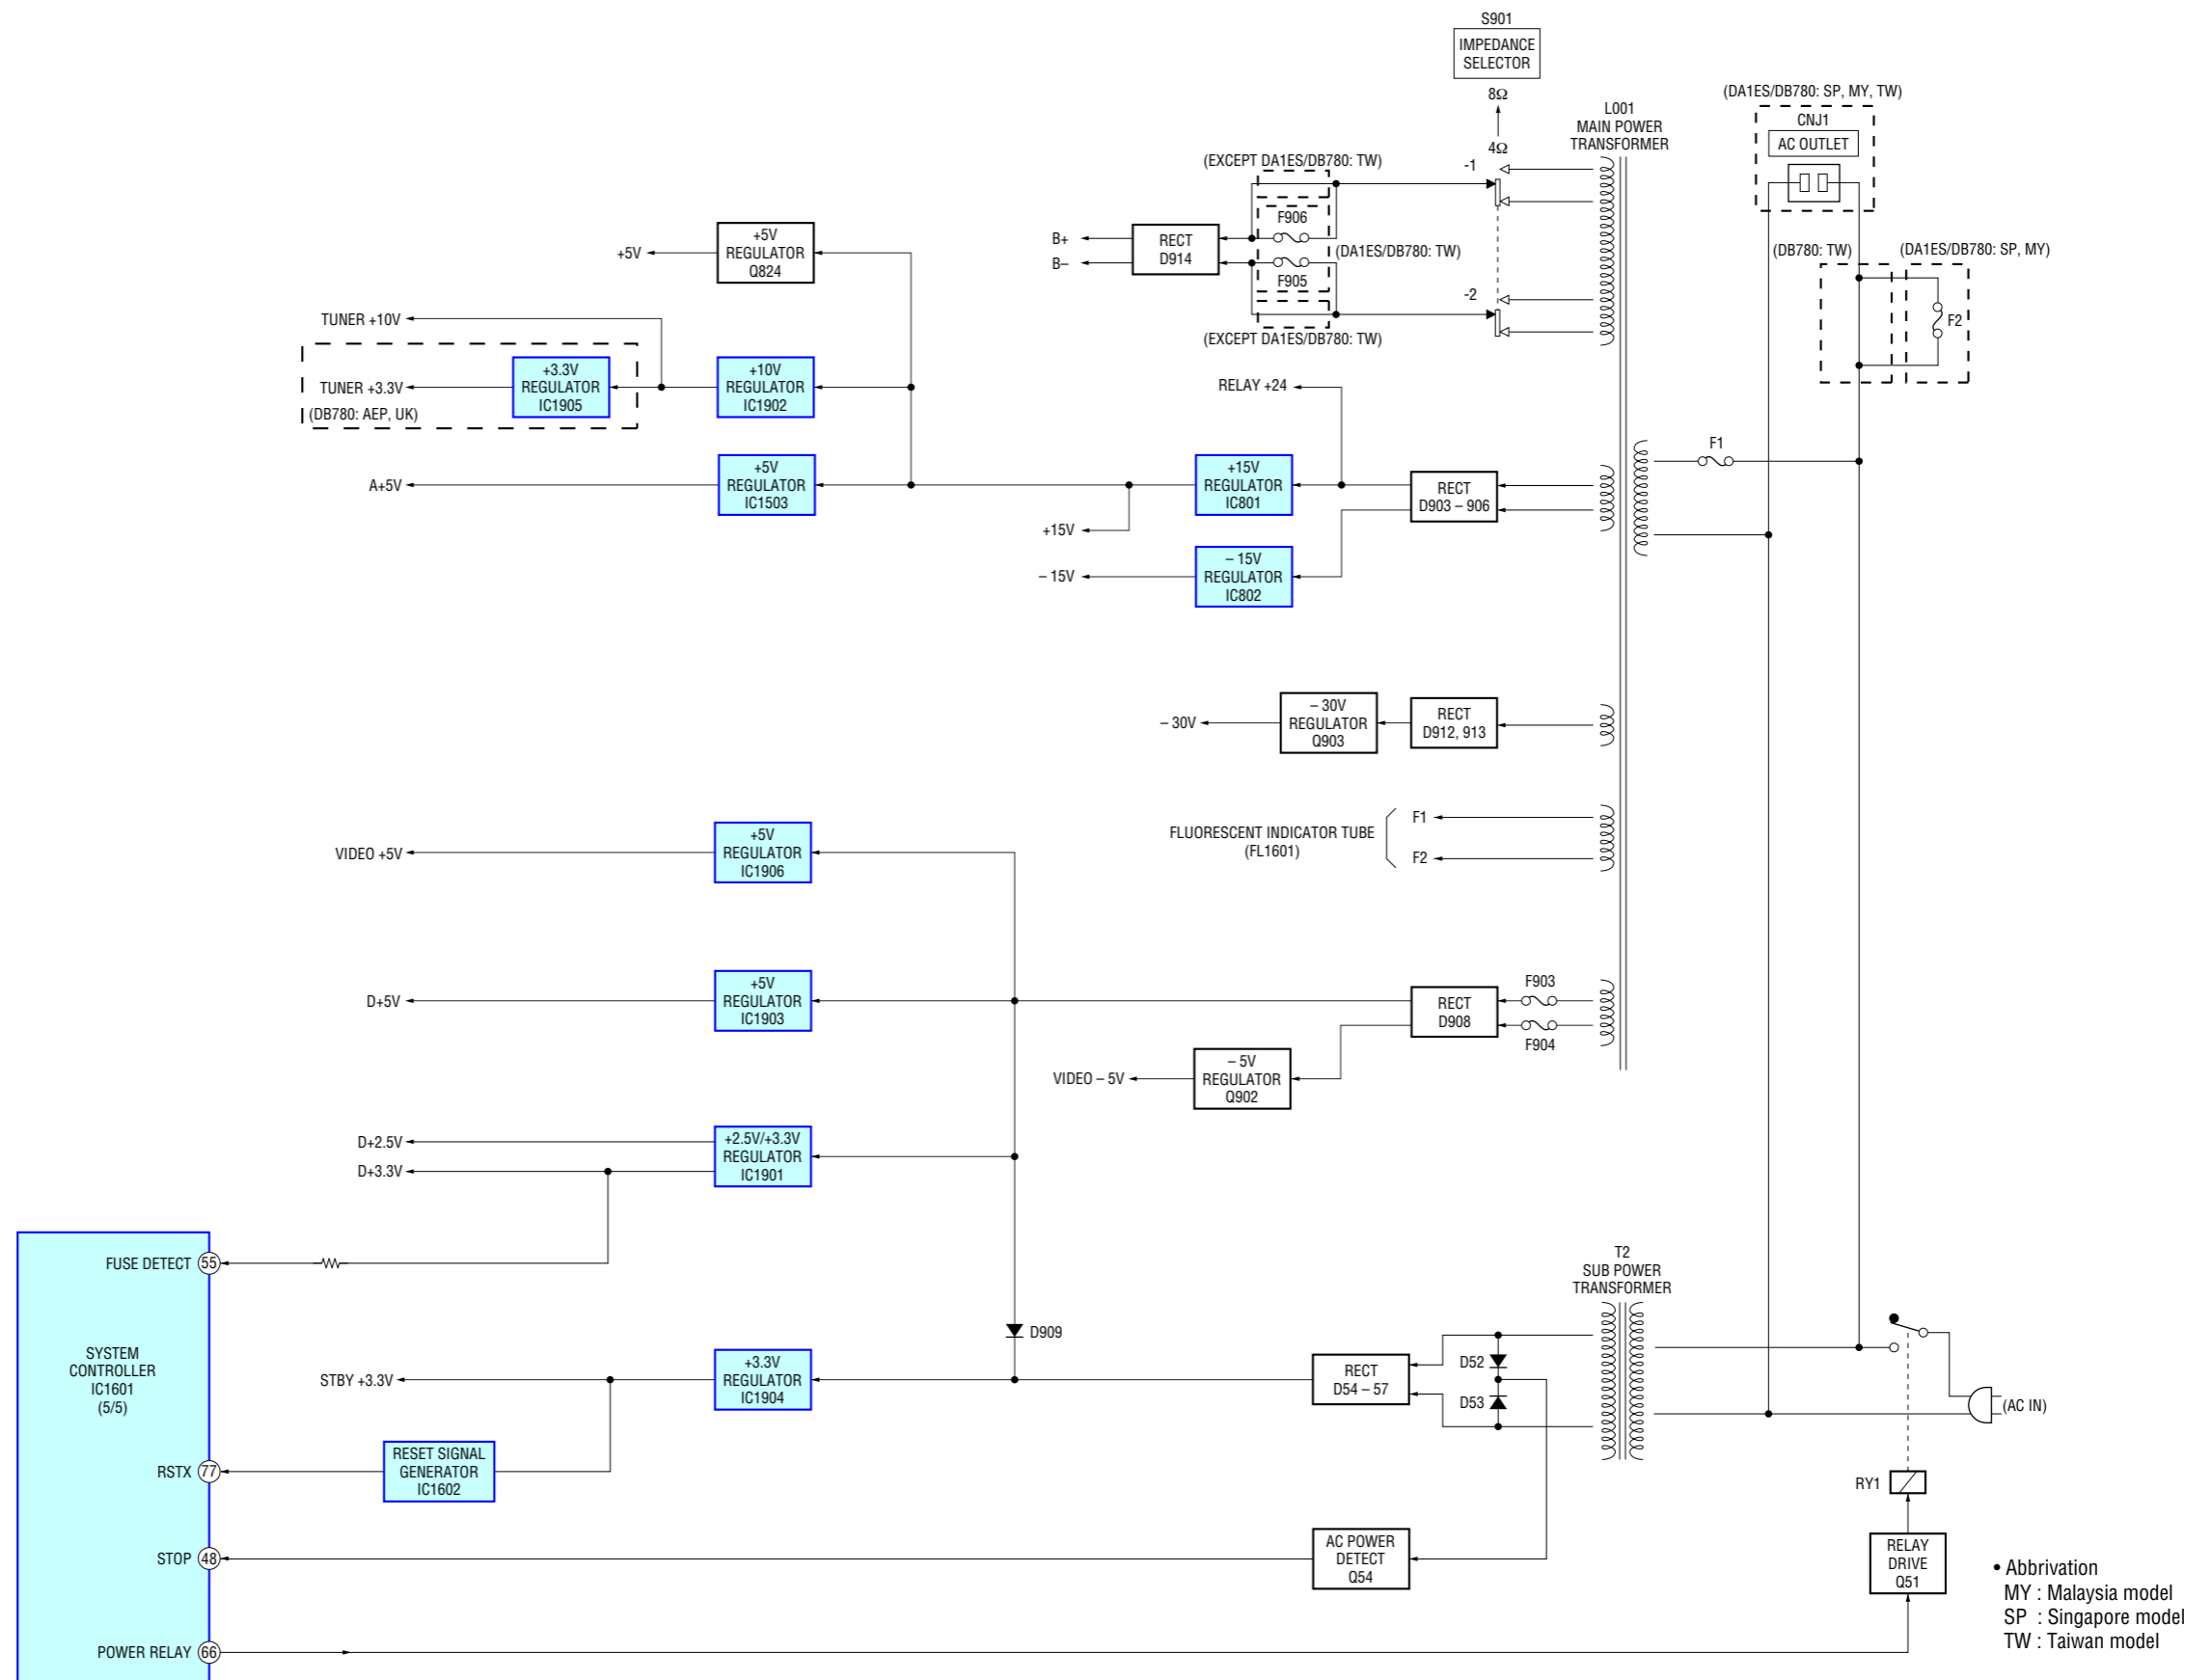 S901
IMPEDANCE
SELECTOR
8Ω
4Ω
-1
-2
L001
MAIN POWER
TRANSFORMER
(DA1ES/DB780: SP, MY, TW)
CNJ1
AC OUTLET
(DB780: TW)
(DA1ES/DB780: SP, MY)
F2
F1
(EXCEPT DA1ES/DB780: TW)
F906
(DA1ES/DB780: TW)
F905
(EXCEPT DA1ES/DB780: TW)
B+
B–
RECT
D914
+5V
+5V
REGULATOR
Q824
TUNER +10V
TUNER +3.3V
+3.3V
REGULATOR
IC1905
(DB780: AEP, UK)
+10V
REGULATOR
IC1902
RELAY +24
A+5V
+5V
REGULATOR
IC1503
+15V
+15V
REGULATOR
IC801
RECT
D903 – 906
– 15V
– 15V
REGULATOR
IC802
– 30V
– 30V
REGULATOR
Q903
RECT
D912, 913
FLUORESCENT INDICATOR TUBE
(FL1601)
F1
F2
VIDEO +5V
+5V
REGULATOR
IC1906
D+5V
+5V
REGULATOR
IC1903
RECT
D908
F903
F904
VIDEO – 5V
– 5V
REGULATOR
Q902
D+2.5V
D+3.3V
+2.5V/+3.3V
REGULATOR
IC1901
FUSE DETECT
55
SYSTEM
CONTROLLER
IC1601
(5/5)
D909
STBY +3.3V
+3.3V
REGULATOR
IC1904
RECT
D54 – 57
D52
D53
T2
SUB POWER
TRANSFORMER
(AC IN)
RSTX
77
RESET SIGNAL
GENERATOR
IC1602
RY1
STOP
48
AC POWER
DETECT
Q54
RELAY
DRIVE
Q51
POWER RELAY
66
• Abbrivation
MY : Malaysia model
SP : Singapore model
TW : Taiwan model